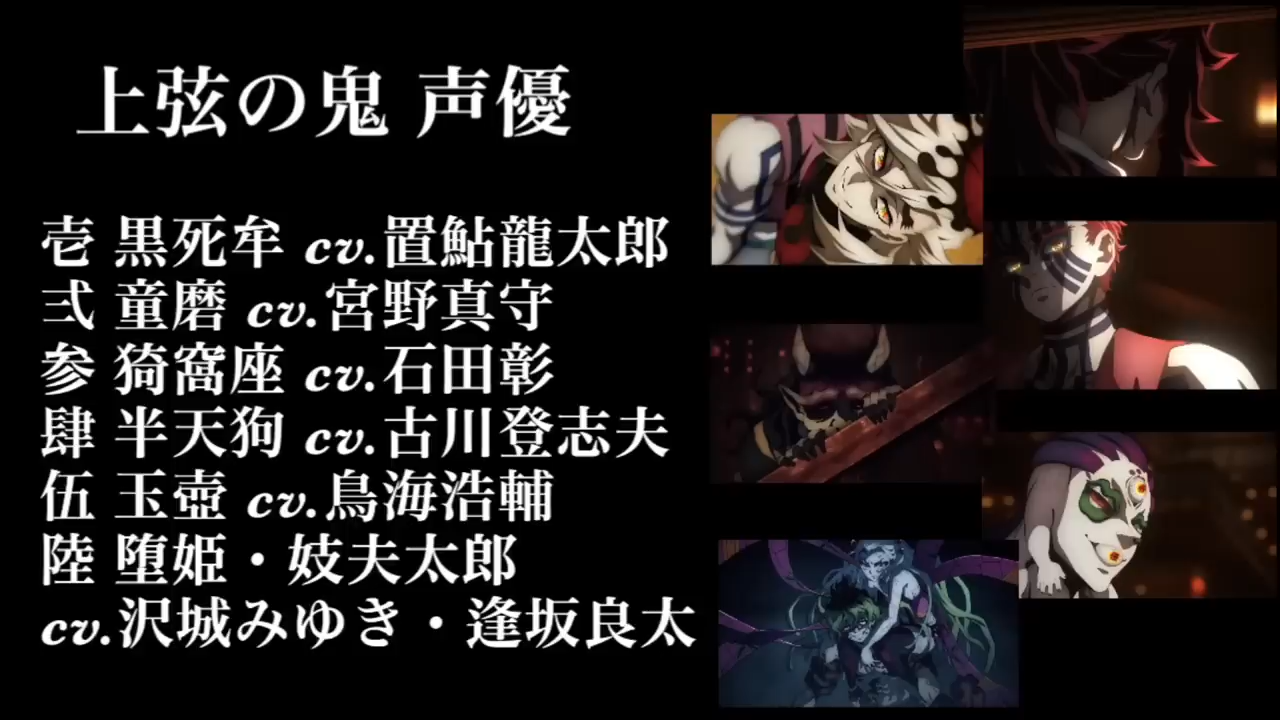 上弦の鬼 声優
壱 黒死牟 cv.置鮎龍太郎
弍 童磨 cv.宮野真守
参 猗窩座 cv.石田彰
肆 半天狗 cv.古川登志夫
伍 玉壺 cv.鳥海浩輔
陸 堕姫・妓夫太郎
cv.沢城みゆき・逢坂良太